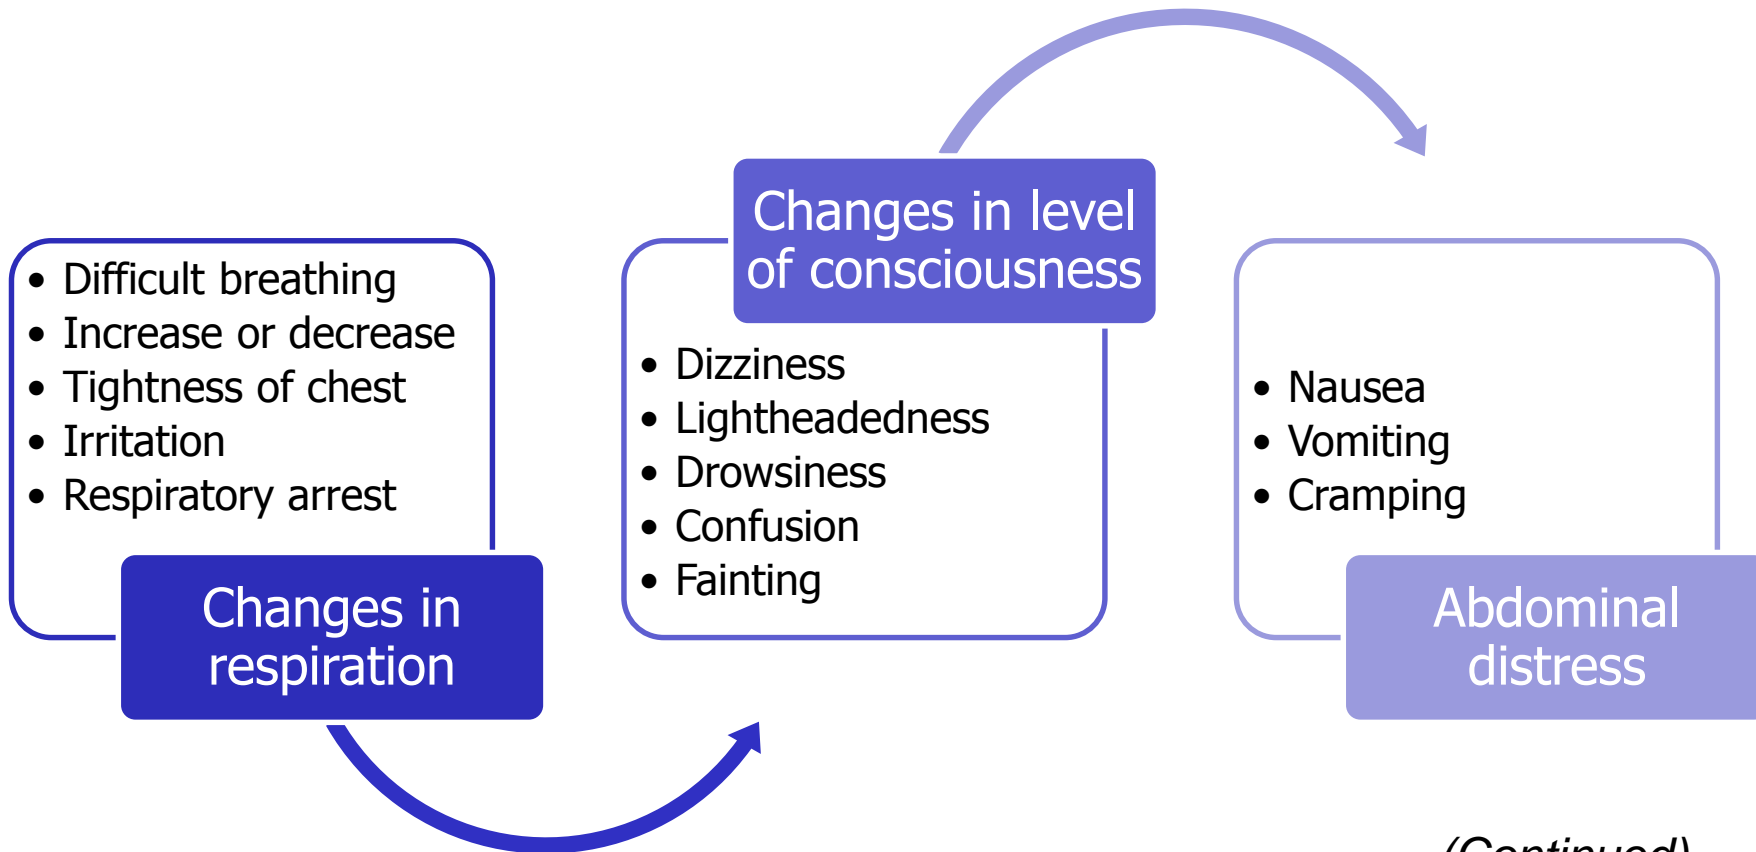 • Difficult breathing
• Increase or decrease
• Tightness of chest
• Irritation
• Respiratory arrest
Changes in
respiration
Changes in level
of consciousness
• Dizziness
• Lightheadedness
• Drowsiness
• Confusion
• Fainting
• Nausea
• Vomiting
• Cramping
Abdominal
distress
(Continued)